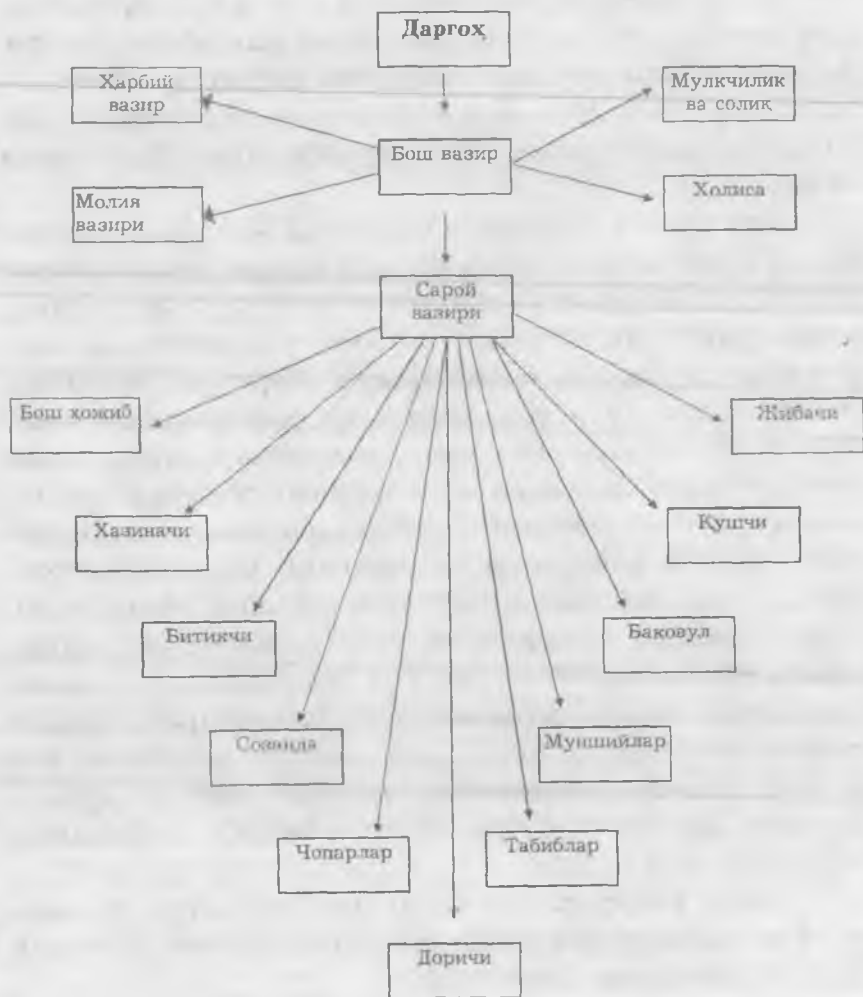 Даргоҳ
Ҳарбий
вазир
Мулкчилик
ва солиқ
Бош вазир
Молия
вазири
Холиса
Сарой
вазири
Бош ҳожиб
Жибачи
Хазиначи
Қушчи
Битикчи
Баковул
Созанда
Муншийлар
Чопарлар
Табиблар
Доричи